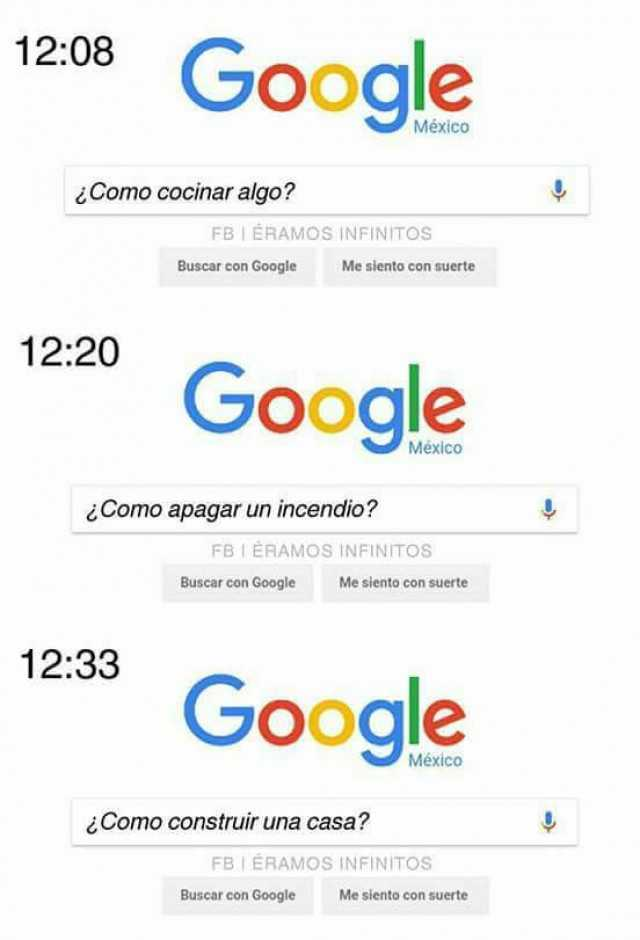 12:08
Google
México
¿Como cocinar algo?
FB | ÉRAMOS INFINITOS
Buscar con Google
Me siento con suerte
12:20
Google
México
¿Como apagar un incendio?
FB | ÉRAMOS INFINITOS
Buscar con Google
Me siento con suerte
12:33
Google
México
¿Como construir una casa?
FB | ÉRAMOS INFINITOS
Buscar con Google
Me siento con suerte